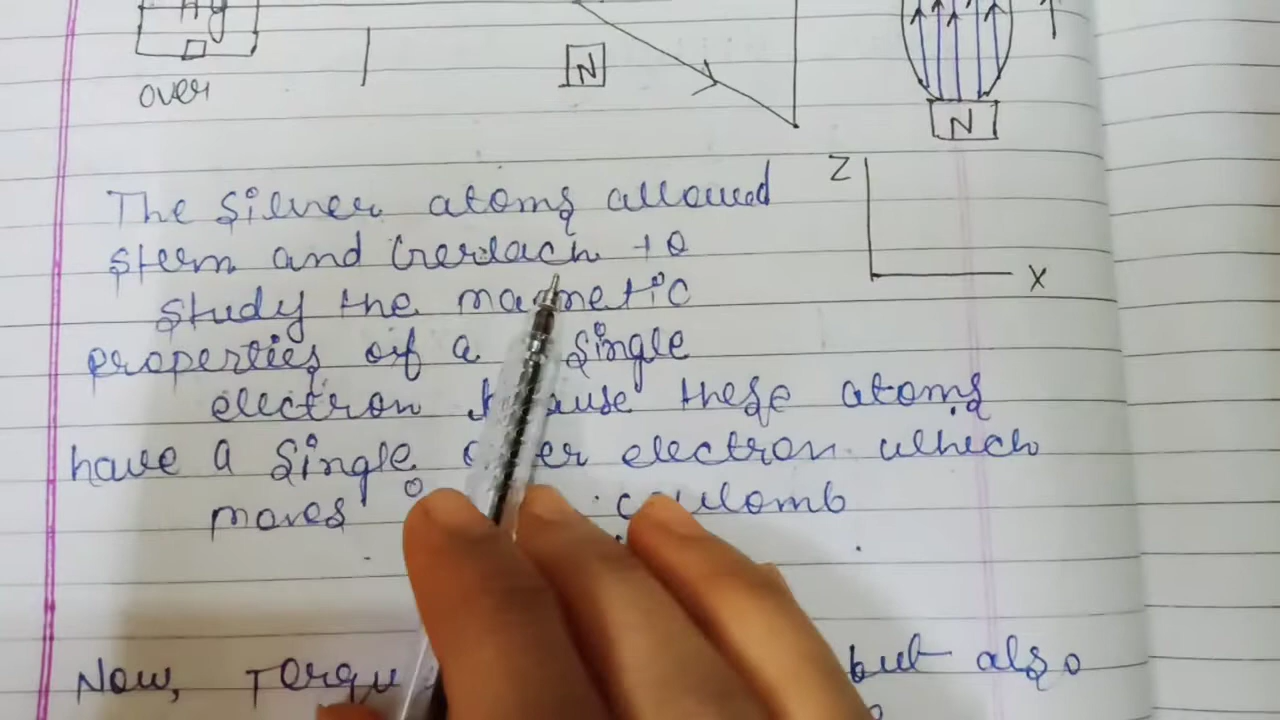 Ag
over
N
N
Z
X
The Silver atoms allowed
Stern and Gerlach to
Study the magnetic
properties of a single
electron because these atoms
have a single outer electron which
moves coulomb
Now, Torque but also